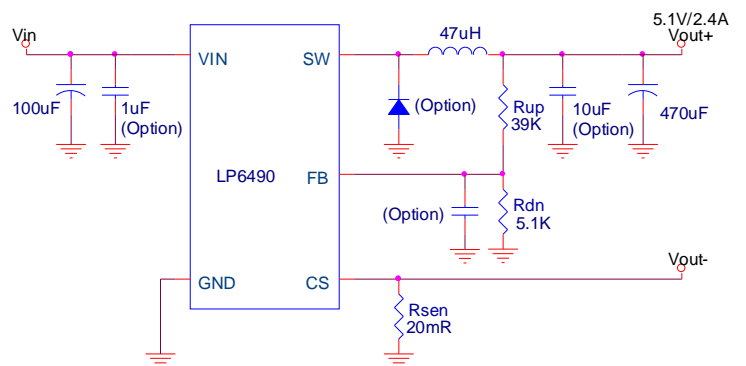 5.1V/2.4A
Vin
47uH
Vout+
VIN
SW
100uF
1uF
(Option)
(Option)
Rup
39K
10uF
(Option)
470uF
LP6490
FB
(Option)
Rdn
5.1K
Vout-
GND
CS
Rsen
20mR